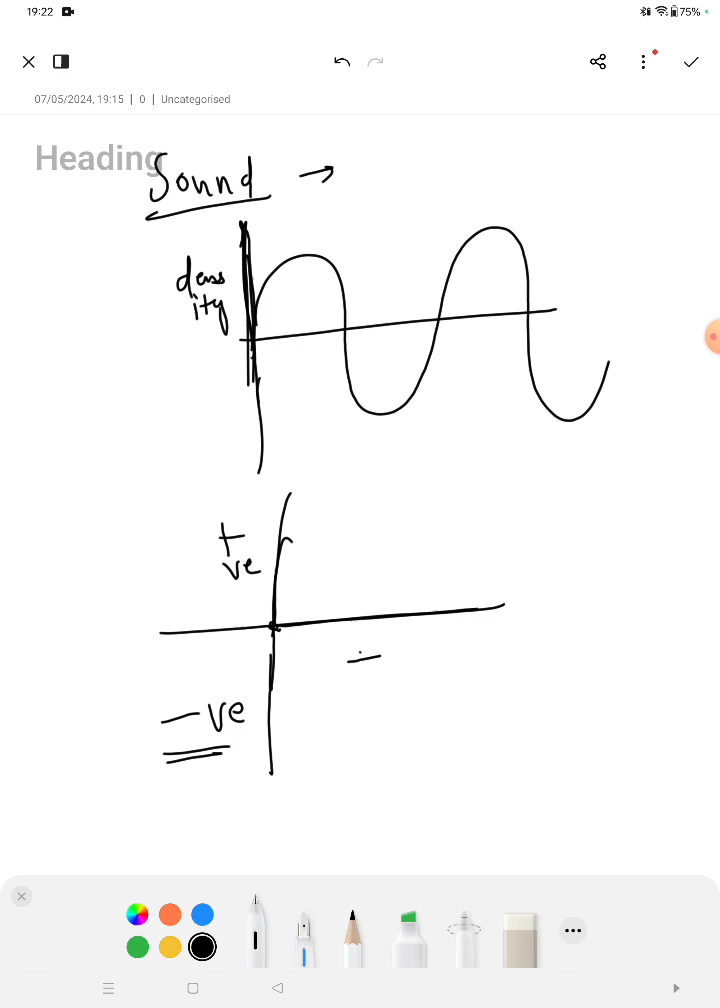 19:22
75%
07/05/2024, 19:15 | 0 | Uncategorised
Heading
Sound →
dens
ity
+
ve
-ve